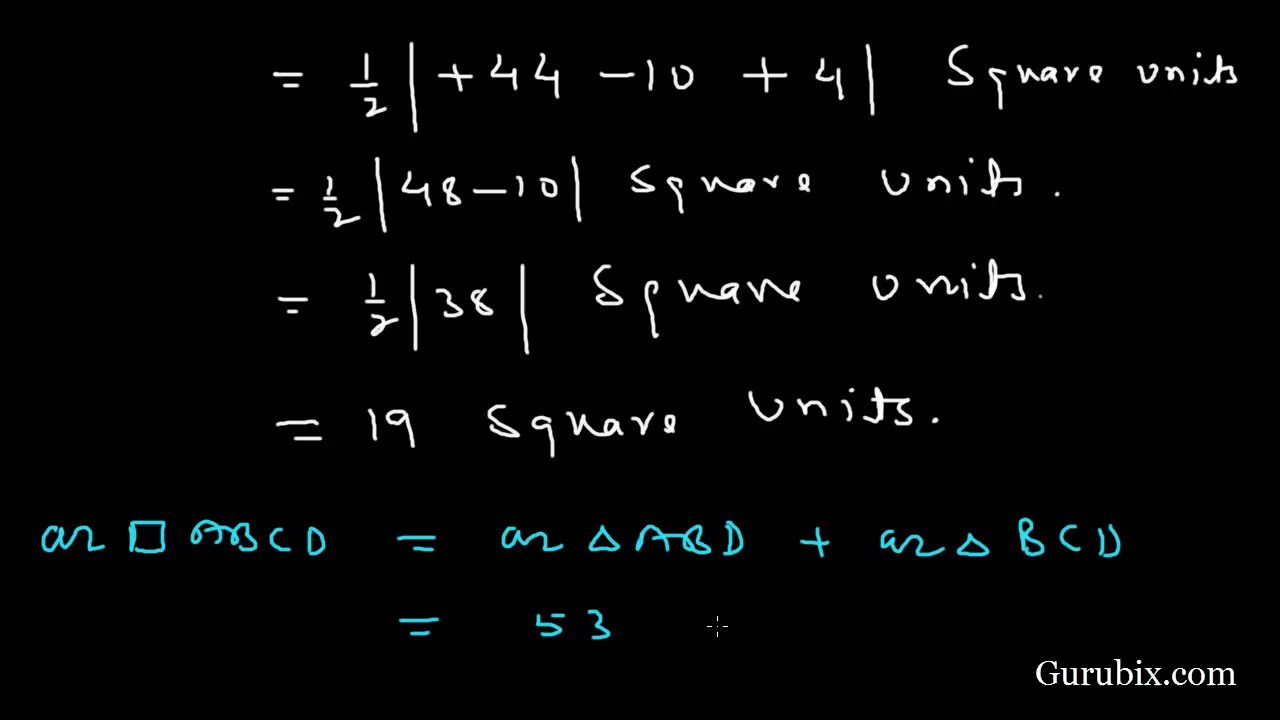 = 1/2 |+44 -10 + 4| Square units
= 1/2 |48-10| Square units.
= 1/2 |38| Square units.
= 19 Square units.
ar □ ABCD = ar △ ABD + ar △ BCD
= 53
Gurubix.com